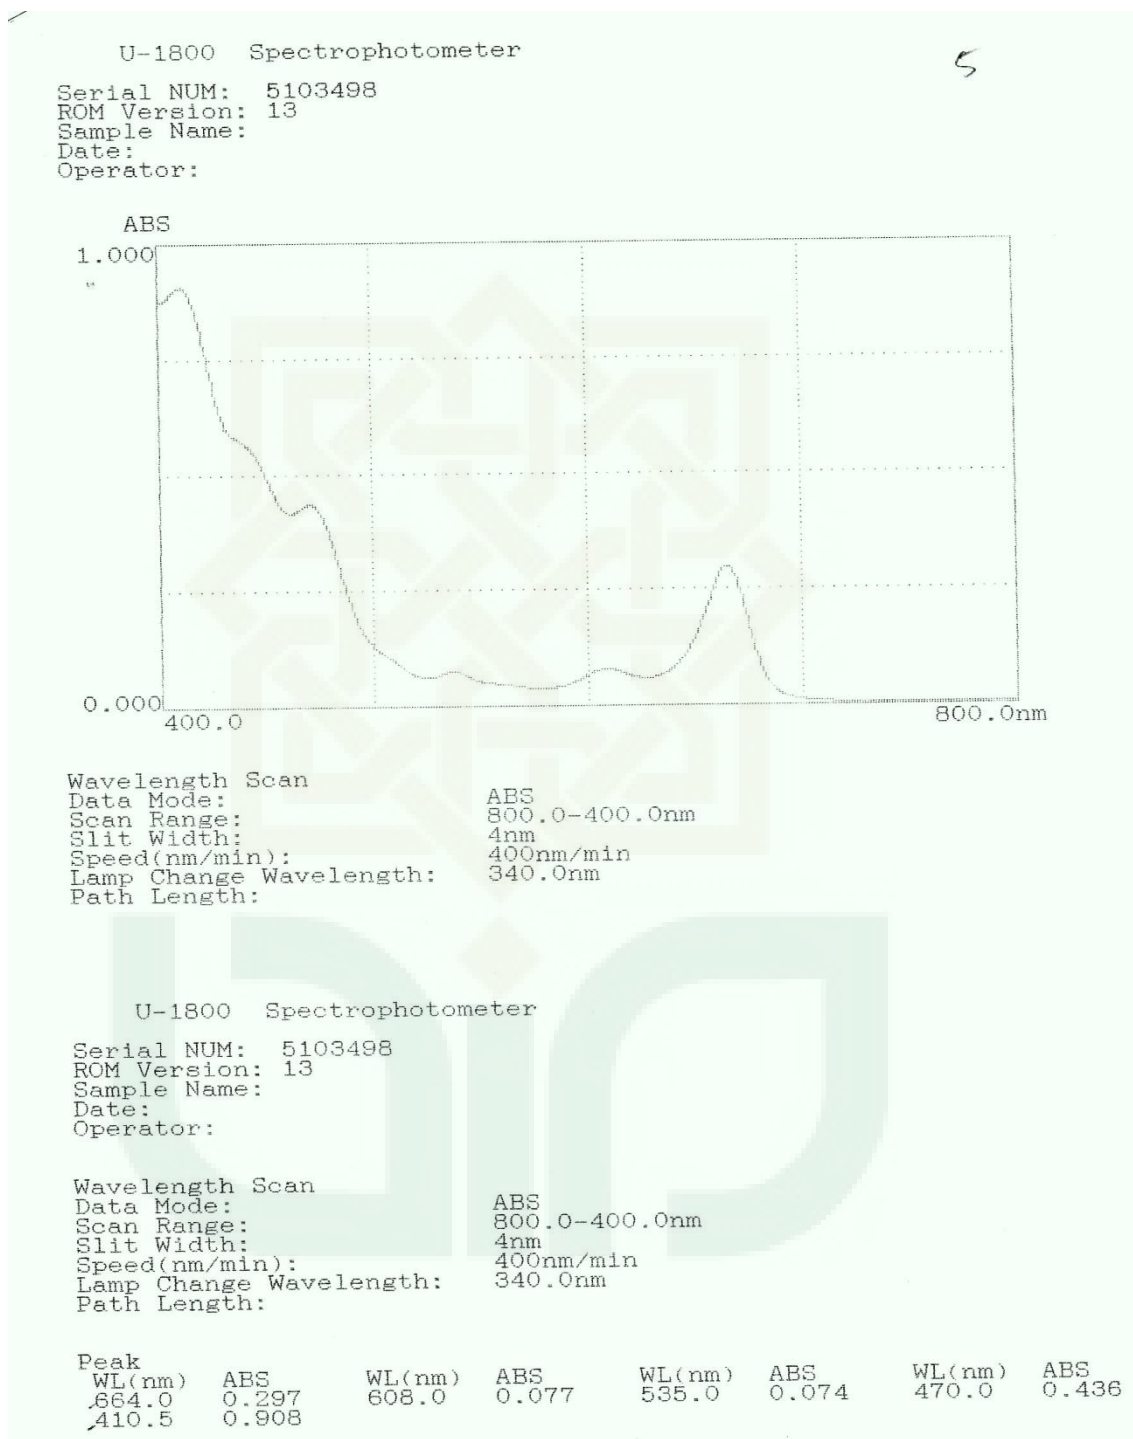 U-1800 Spectrophotometer
5
Serial NUM: 5103498
ROM Version: 13
Sample Name:
Date:
Operator:
ABS
1.000
0.000
400.0 800.0nm
Wavelength Scan
Data Mode: ABS
Scan Range: 800.0-400.0nm
Slit Width: 4nm
Speed(nm/min): 400nm/min
Lamp Change Wavelength: 340.0nm
Path Length:
U-1800 Spectrophotometer
Serial NUM: 5103498
ROM Version: 13
Sample Name:
Date:
Operator:
Wavelength Scan
Data Mode: ABS
Scan Range: 800.0-400.0nm
Slit Width: 4nm
Speed(nm/min): 400nm/min
Lamp Change Wavelength: 340.0nm
Path Length:
Peak
WL(nm) ABS WL(nm) ABS WL(nm) ABS WL(nm) ABS
664.0 0.297 608.0 0.077 535.0 0.074 470.0 0.436
410.5 0.908